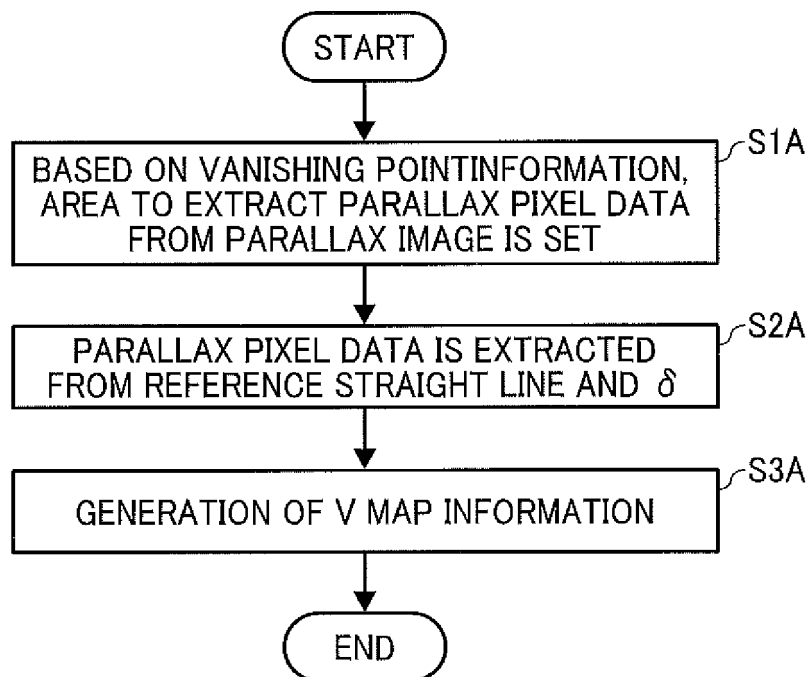 START
S1A
BASED ON VANISHING POINTINFORMATION,
AREA TO EXTRACT PARALLAX PIXEL DATA
FROM PARALLAX IMAGE IS SET
S2A
PARALLAX PIXEL DATA IS EXTRACTED
FROM REFERENCE STRAIGHT LINE AND δ
S3A
GENERATION OF V MAP INFORMATION
END